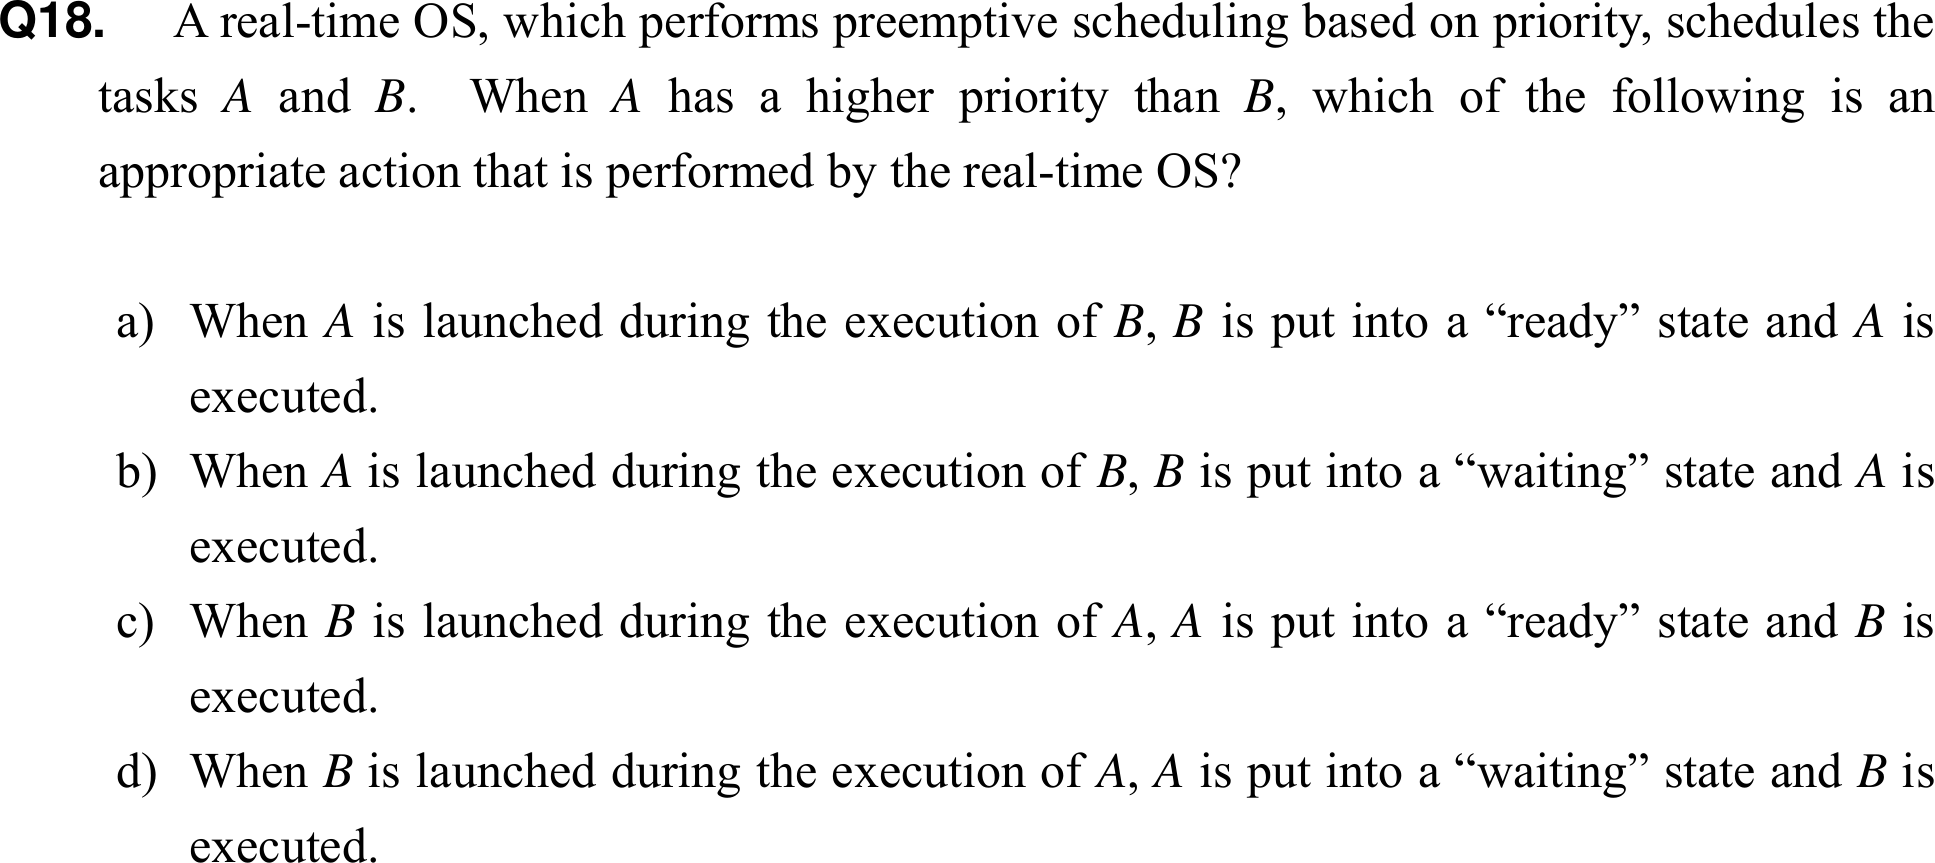 Q18. A real-time OS, which performs preemptive scheduling based on priority, schedules the
tasks A and B. When A has a higher priority than B, which of the following is an
appropriate action that is performed by the real-time OS?
a) When A is launched during the execution of B, B is put into a “ready” state and A is
executed.
b) When A is launched during the execution of B, B is put into a “waiting” state and A is
executed.
c) When B is launched during the execution of A, A is put into a “ready” state and B is
executed.
d) When B is launched during the execution of A, A is put into a “waiting” state and B is
executed.